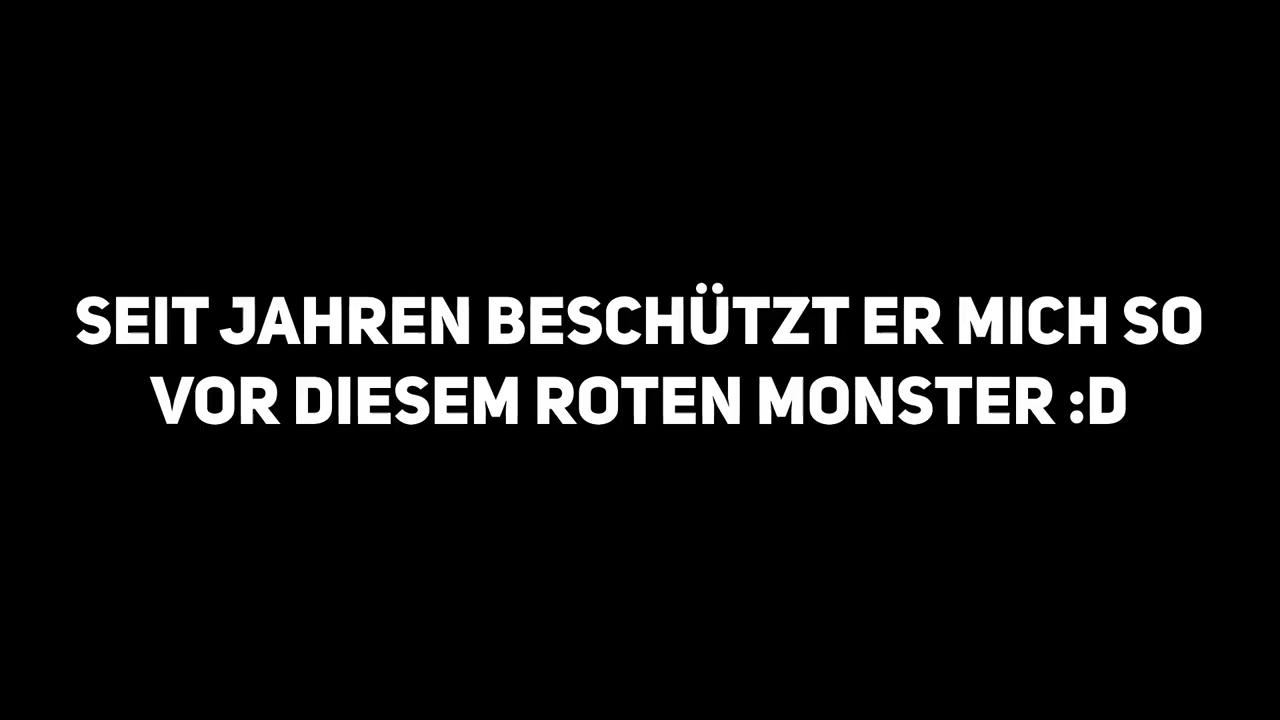 SEIT JAHREN BESCHÜTZT ER MICH SO
VOR DIESEM ROTEN MONSTER :D